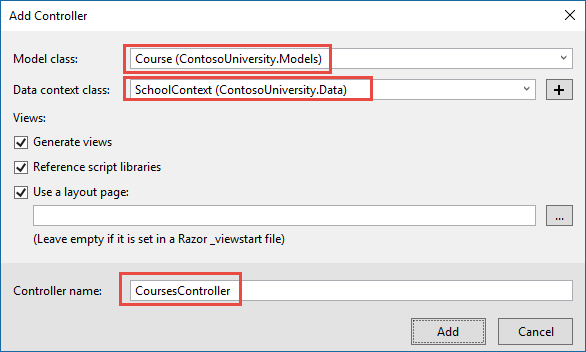 Add Controller
Model class: Course (ContosoUniversity.Models)
Data context class: SchoolContext (ContosoUniversity.Data) +
Views:
Generate views
Reference script libraries
Use a layout page:
...
(Leave empty if it is set in a Razor _viewstart file)
Controller name: CoursesController
Add Cancel